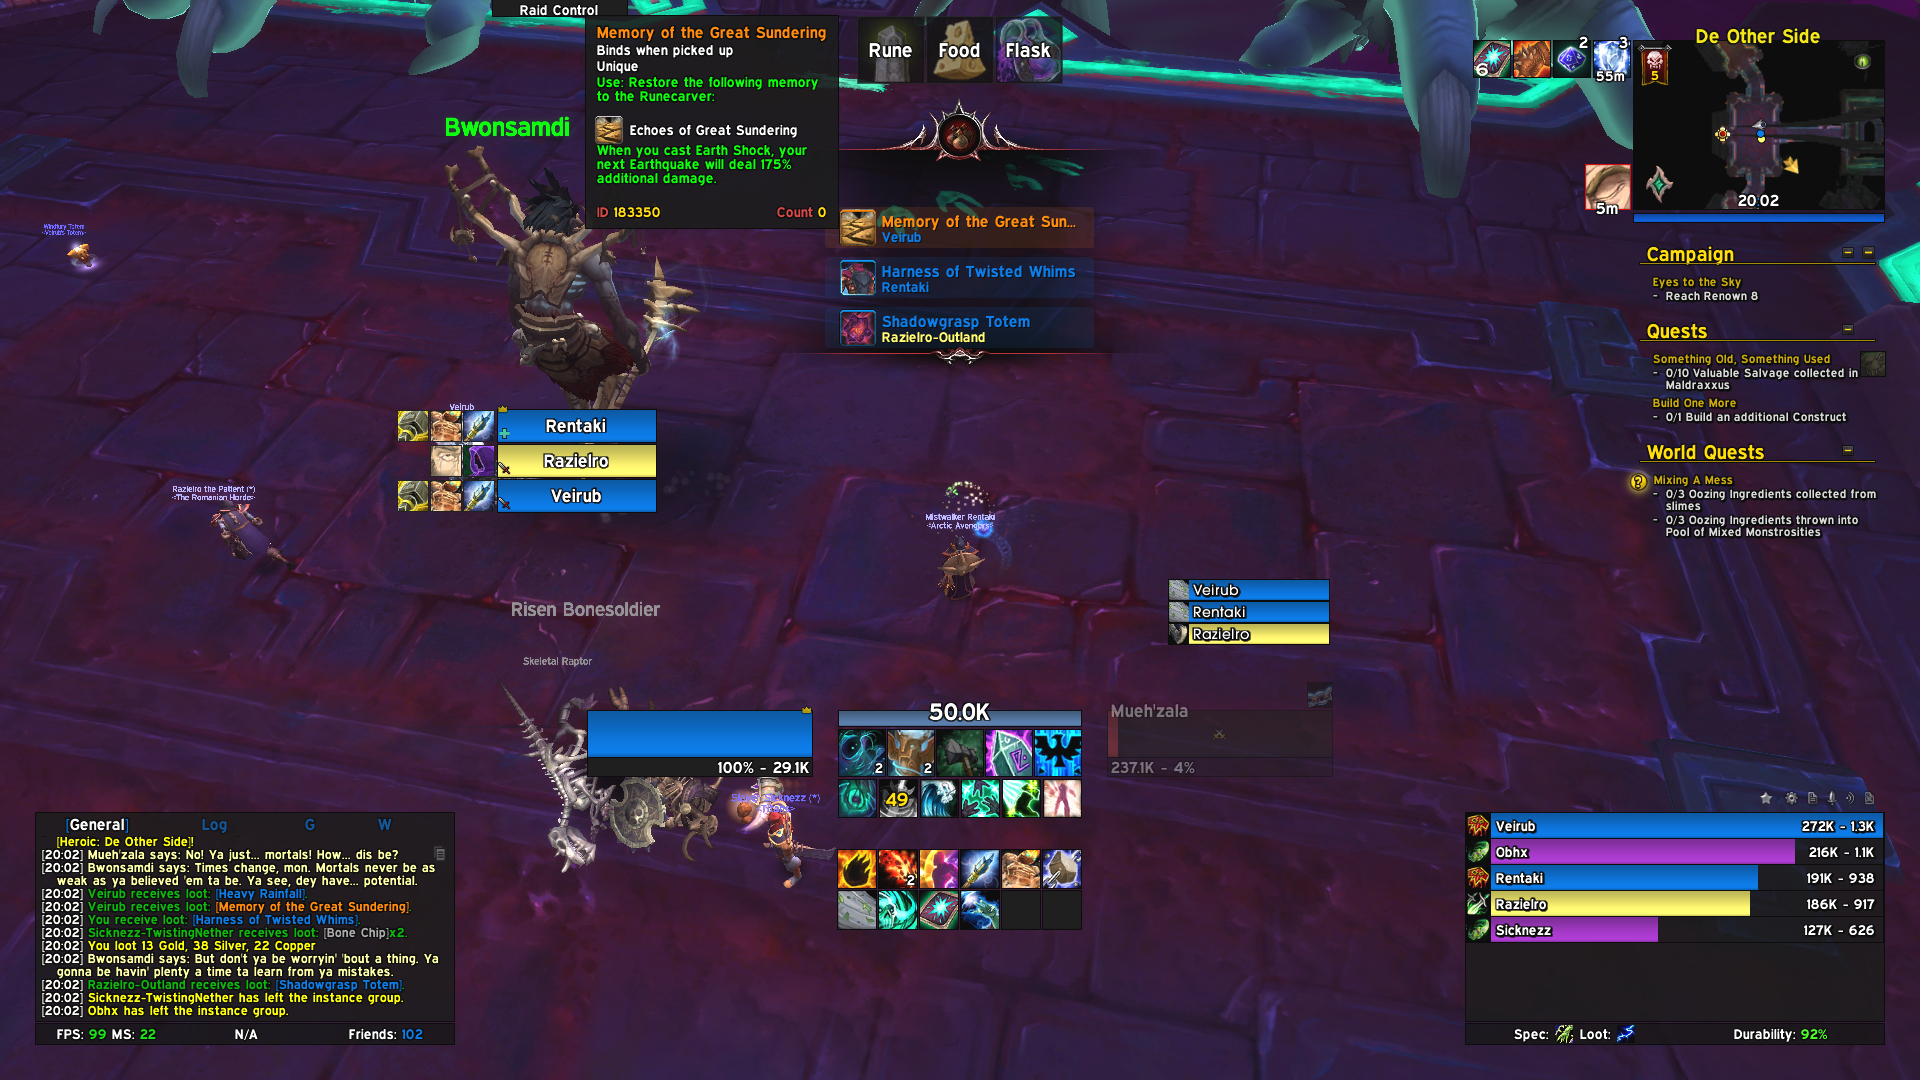 Raid Control
Memory of the Great Sundering
Binds when picked up
Unique
Use: Restore the following memory
to the Runecarver:
Echoes of Great Sundering
When you cast Earth Shock, your
next Earthquake will deal 175%
additional damage.
ID 183350 Count 0
Rune Food Flask
2 3
6 55m
De Other Side
5
5m
20:02
Bwonsamdi
Windfury Totem
<Veirub's Totem>
Memory of the Great Sun...
Veirub
Harness of Twisted Whims
Rentaki
Shadowgrasp Totem
Razielro-Outland
Campaign
Eyes to the Sky
- Reach Renown 8
Quests
Something Old, Something Used
- 0/10 Valuable Salvage collected in
Maldraxxus
Build One More
- 0/1 Build an additional Construct
World Quests
Mixing A Mess
- 0/3 Oozing Ingredients collected from
slimes
- 0/3 Oozing Ingredients thrown into
Pool of Mixed Monstrosities
Veirub
Rentaki
Razielro
Veirub
Razielro the Patient (*)
<The Romanian Horde>
Mistwalker Rentaki
<Arctic Avengers>
Veirub
Rentaki
Razielro
Risen Bonesoldier
Skeletal Raptor
100% - 29.1K
50.0K
2 2
49
2
Mueh'zala
237.1K - 4%
[General] Log G W
[Heroic: De Other Side]!
[20:02] Mueh'zala says: No! Ya just... mortals! How... dis be?
[20:02] Bwonsamdi says: Times change, mon. Mortals never be as
weak as ya believed 'em ta be. Ya see, dey have... potential.
[20:02] Veirub receives loot: [Heavy Rainfall].
[20:02] Veirub receives loot: [Memory of the Great Sundering].
[20:02] You receive loot: [Harness of Twisted Whims].
[20:02] Sicknezz-TwistingNether receives loot: [Bone Chip]x2.
[20:02] You loot 13 Gold, 38 Silver, 22 Copper
[20:02] Bwonsamdi says: But don't ya be worryin' 'bout a thing. Ya
gonna be havin' plenty a time ta learn from ya mistakes.
[20:02] Razielro-Outland receives loot: [Shadowgrasp Totem].
[20:02] Sicknezz-TwistingNether has left the instance group.
[20:02] Obhx has left the instance group.
FPS: 99 MS: 22 N/A Friends: 102
Veirub 272K - 1.3K
Obhx 216K - 1.1K
Rentaki 191K - 938
Razielro 186K - 917
Sicknezz 127K - 626
Spec: Loot: Durability: 92%